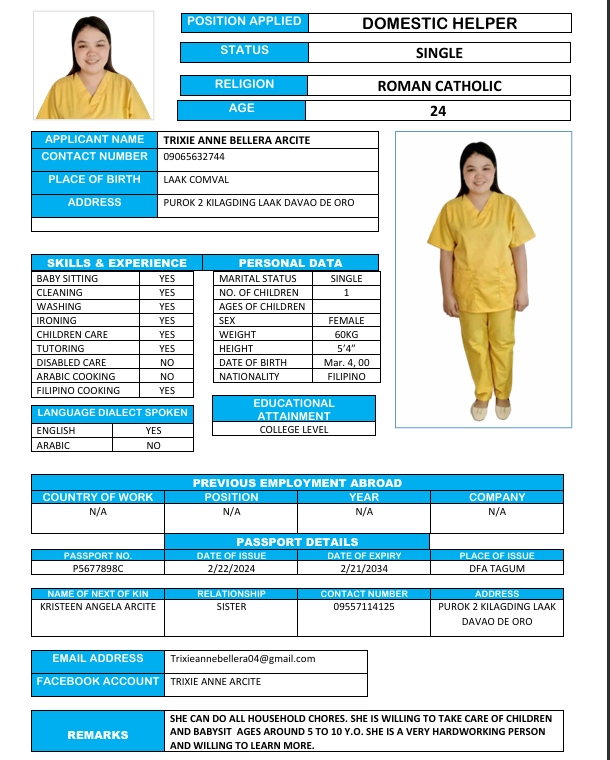 POSITION APPLIED DOMESTIC HELPER
STATUS SINGLE
RELIGION ROMAN CATHOLIC
AGE 24
APPLICANT NAME TRIXIE ANNE BELLERA ARCITE
CONTACT NUMBER 09065632744
PLACE OF BIRTH LAAK COMVAL
ADDRESS PUROK 2 KILAGDING LAAK DAVAO DE ORO
SKILLS & EXPERIENCE PERSONAL DATA
BABY SITTING YES MARITAL STATUS SINGLE
CLEANING YES NO. OF CHILDREN 1
WASHING YES AGES OF CHILDREN
IRONING YES SEX FEMALE
CHILDREN CARE YES WEIGHT 60KG
TUTORING YES HEIGHT 5’4”
DISABLED CARE NO DATE OF BIRTH Mar. 4, 00
ARABIC COOKING NO NATIONALITY FILIPINO
FILIPINO COOKING YES
LANGUAGE DIALECT SPOKEN
ENGLISH YES
ARABIC NO
EDUCATIONAL
ATTAINMENT
COLLEGE LEVEL
PREVIOUS EMPLOYMENT ABROAD
COUNTRY OF WORK POSITION YEAR COMPANY
N/A N/A N/A N/A
PASSPORT DETAILS
PASSPORT NO. DATE OF ISSUE DATE OF EXPIRY PLACE OF ISSUE
P5677898C 2/22/2024 2/21/2034 DFA TAGUM
NAME OF NEXT OF KIN RELATIONSHIP CONTACT NUMBER ADDRESS
KRISTEEN ANGELA ARCITE SISTER 09557114125 PUROK 2 KILAGDING LAAK
DAVAO DE ORO
EMAIL ADDRESS Trixieannebellera04@gmail.com
FACEBOOK ACCOUNT TRIXIE ANNE ARCITE
REMARKS
SHE CAN DO ALL HOUSEHOLD CHORES. SHE IS WILLING TO TAKE CARE OF CHILDREN
AND BABYSIT AGES AROUND 5 TO 10 Y.O. SHE IS A VERY HARDWORKING PERSON
AND WILLING TO LEARN MORE.